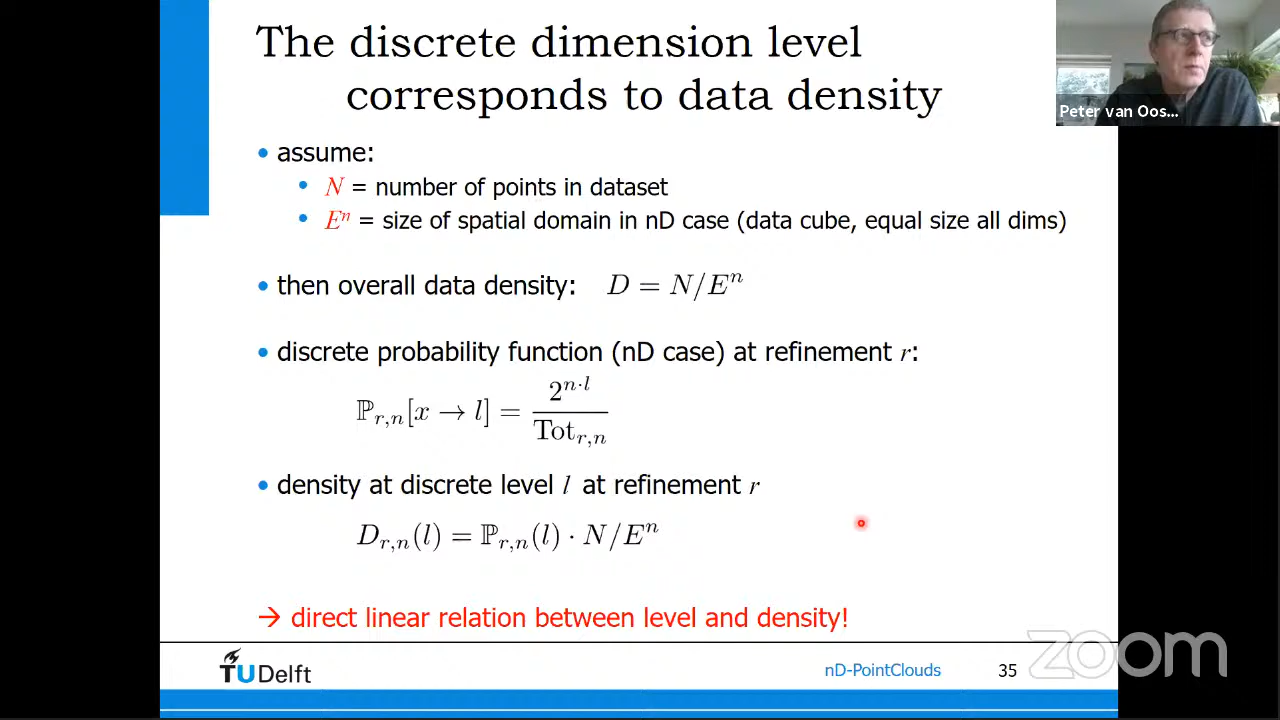 The discrete dimension level
corresponds to data density
Peter van Oos...
• assume:
• N = number of points in dataset
• Eⁿ = size of spatial domain in nD case (data cube, equal size all dims)
• then overall data density: D = N/Eⁿ
• discrete probability function (nD case) at refinement r:
ℙ_{r,n}[x → l] = 2^{n·l} / Tot_{r,n}
• density at discrete level l at refinement r
D_{r,n}(l) = ℙ_{r,n}(l) · N/Eⁿ
→ direct linear relation between level and density!
TUDelft
nD-PointClouds
35
zoom